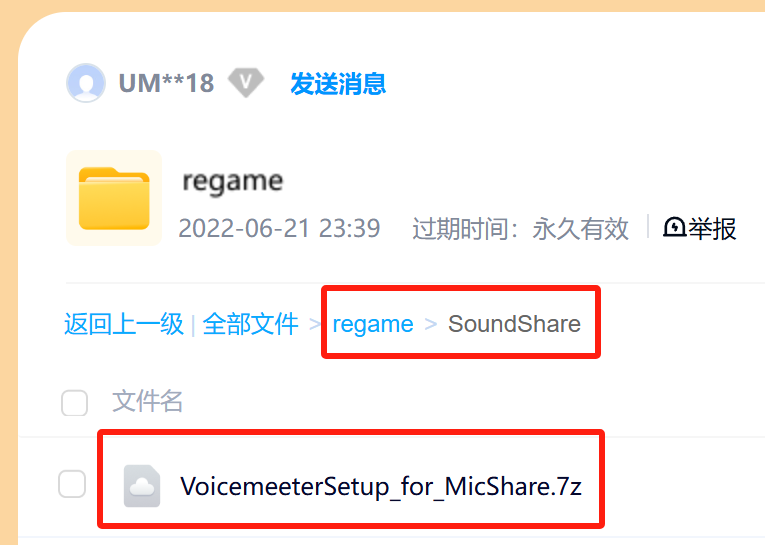 UM**18 V 发送消息
regame
2022-06-21 23:39 过期时间：永久有效 举报
返回上一级 | 全部文件 > regame > SoundShare
文件名
VoicemeeterSetup_for_MicShare.7z